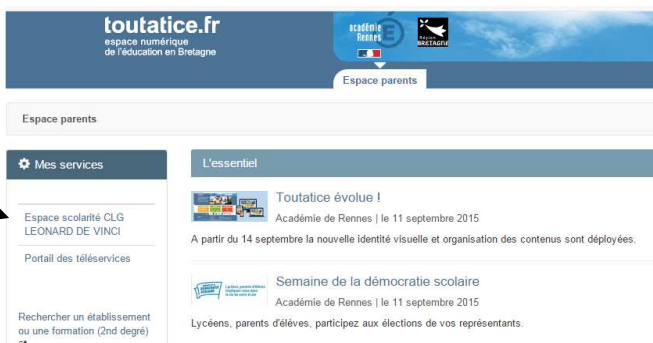 toutatice.fr
espace numérique
de l'éducation en Bretagne
académie
Rennes
Région
BRETAGNE
Espace parents
Espace parents
Mes services
Espace scolarité CLG
LEONARD DE VINCI
Portail des téléservices
Rechercher un établissement
ou une formation (2nd degré)
L'essentiel
Toutatice évolue !
Académie de Rennes | le 11 septembre 2015
A partir du 14 septembre la nouvelle identité visuelle et organisation des contenus sont déployées.
Semaine de la démocratie scolaire
Académie de Rennes | le 11 septembre 2015
Lycéens, parents d'élèves, participez aux élections de vos représentants.